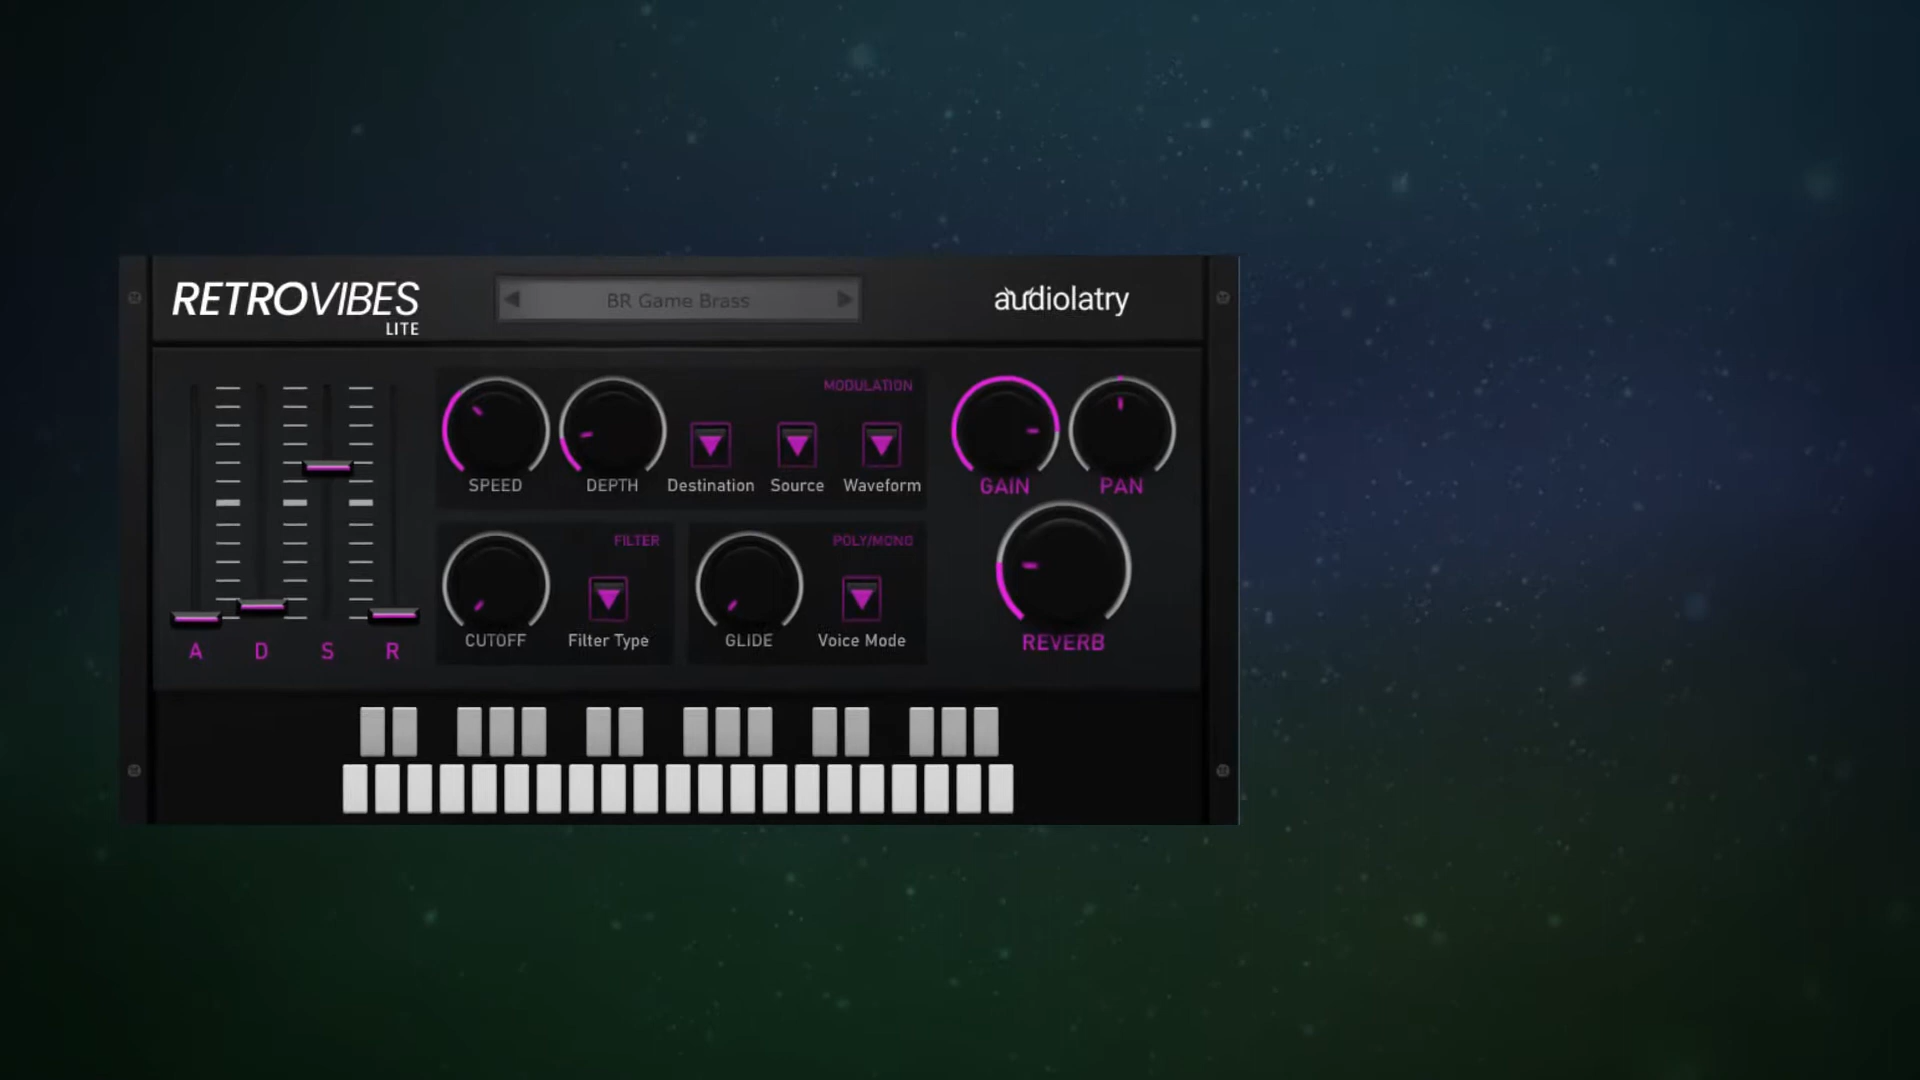 RETROVIBES
LITE
BR Game Brass
audiolatry
MODULATION
SPEED
DEPTH
Destination
Source
Waveform
GAIN
PAN
FILTER
CUTOFF
Filter Type
POLY/MONO
GLIDE
Voice Mode
REVERB
A
D
S
R